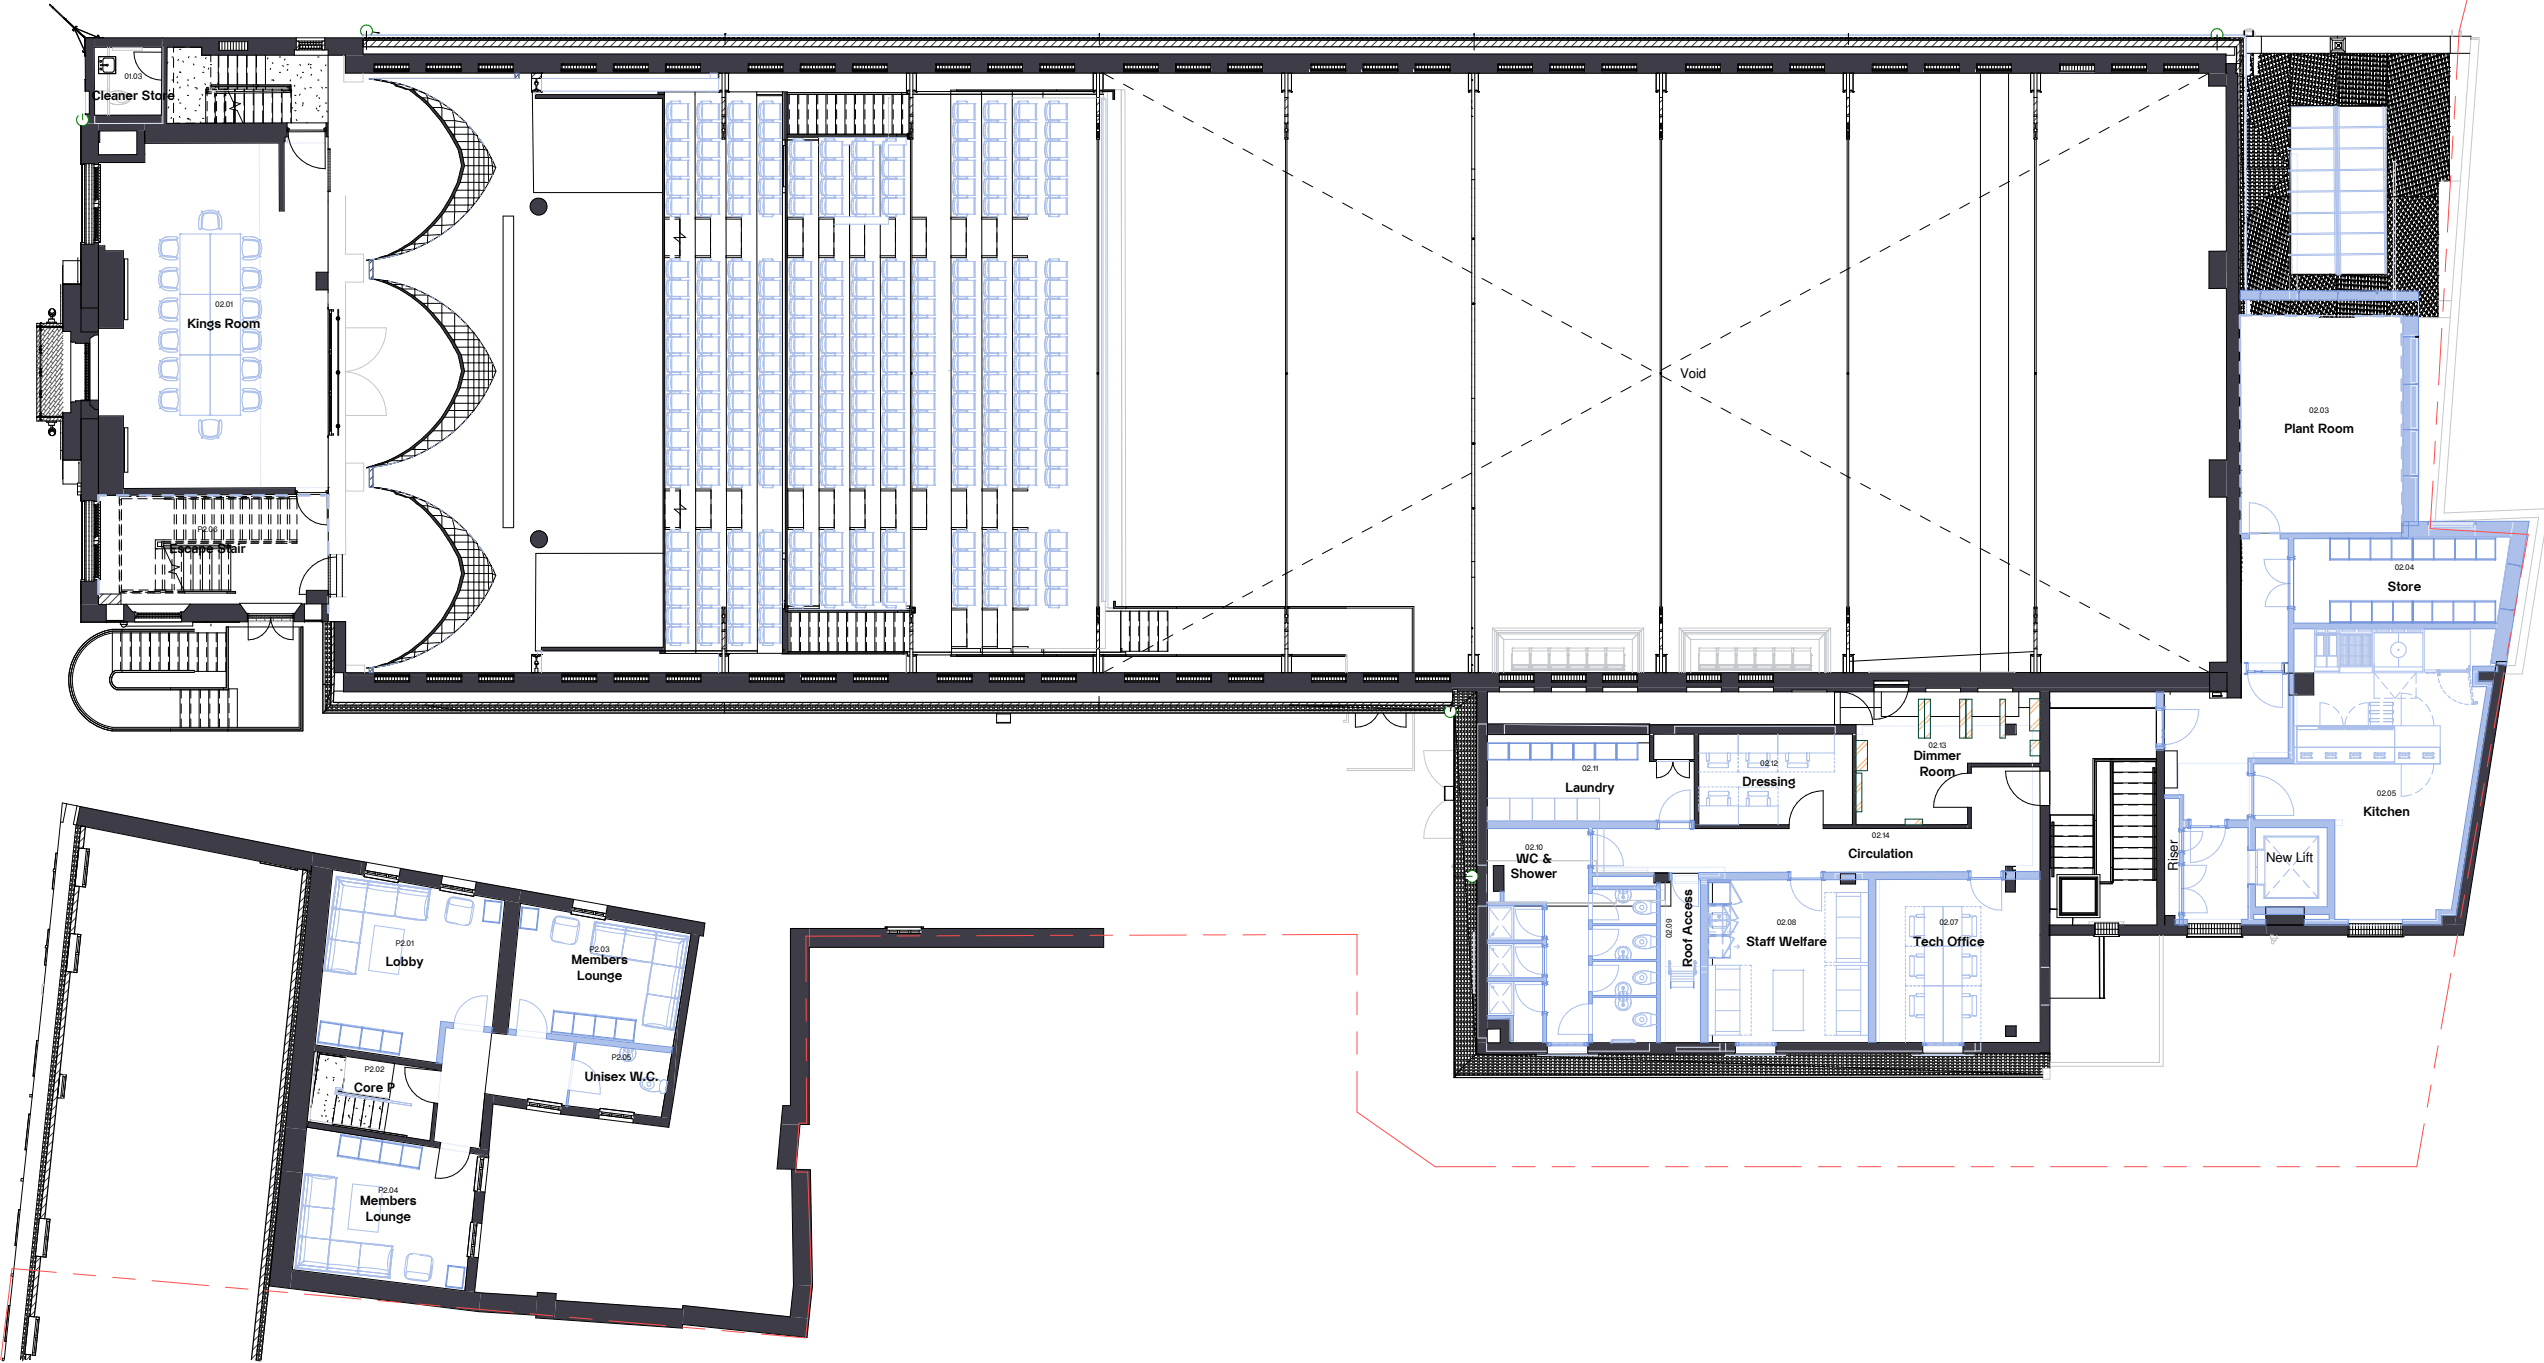 01.03
Cleaner Store
02.01
Kings Room
P2.06
Escape Stair
Void
02.03
Plant Room
02.04
Store
02.05
Kitchen
New Lift
Riser
02.13
Dimmer
Room
02.12
Dressing
02.11
Laundry
02.14
Circulation
02.10
WC &
Shower
02.09
Roof Access
02.08
Staff Welfare
02.07
Tech Office
P2.01
Lobby
P2.03
Members
Lounge
P2.02
Core P
P2.05
Unisex W.C.
P2.04
Members
Lounge